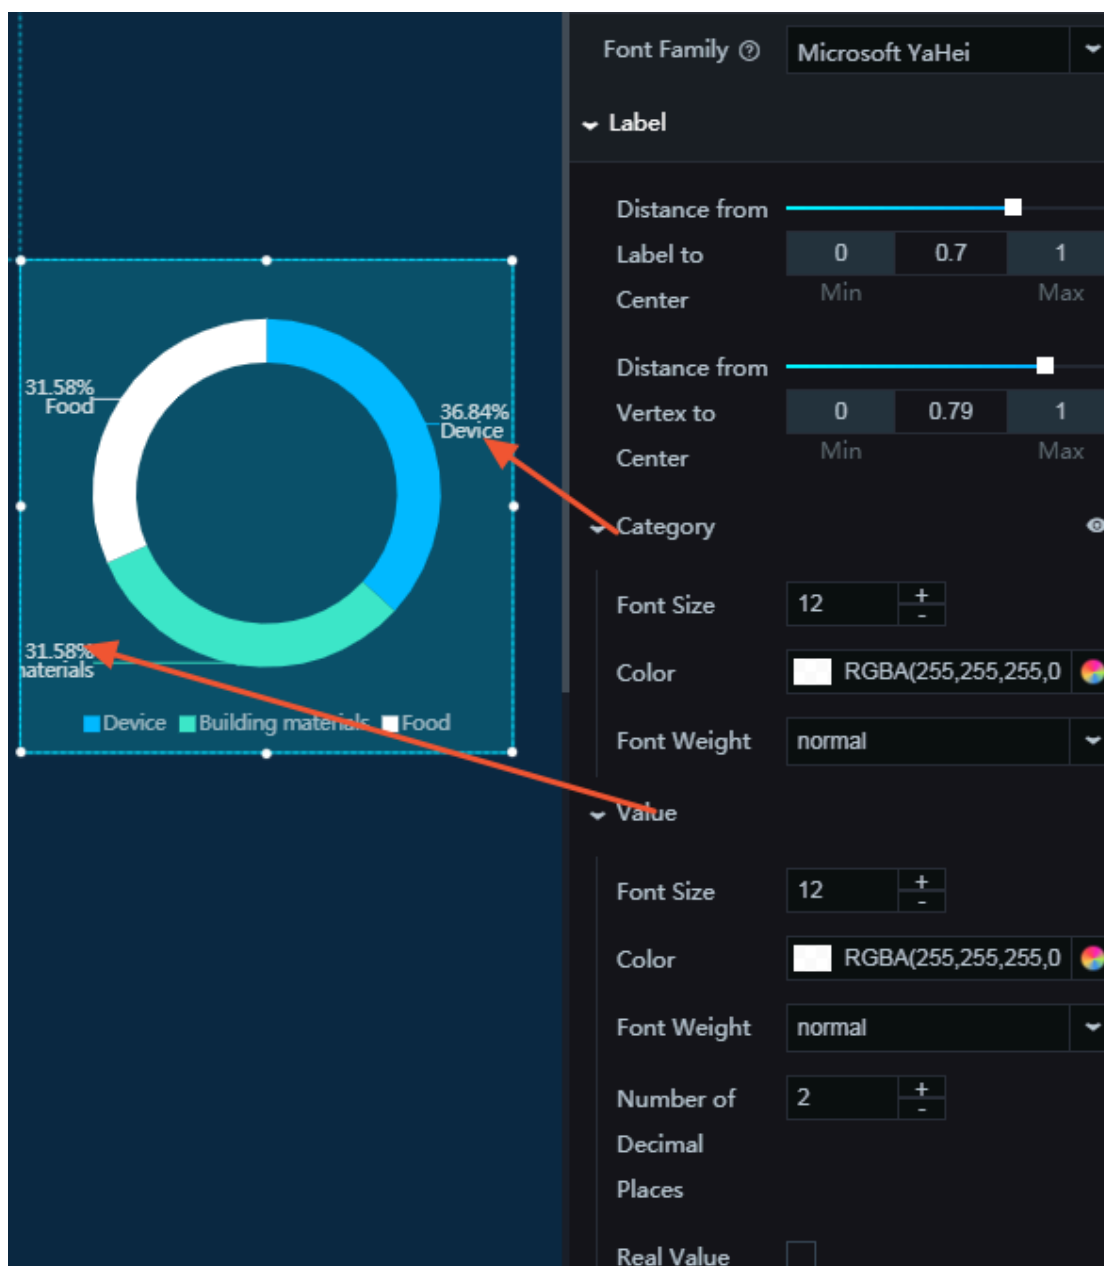 Font Family
Microsoft YaHei
Label
Distance from
Label to
Center
0
0.7
1
Min
Max
Distance from
Vertex to
Center
0
0.79
1
Min
Max
31.58%
Food
36.84%
Device
31.58%
materials
Device
Building materials
Food
Category
Font Size
12
+
-
Color
RGBA(255,255,255,0
Font Weight
normal
Value
Font Size
12
+
-
Color
RGBA(255,255,255,0
Font Weight
normal
Number of
Decimal
Places
2
+
-
Real Value